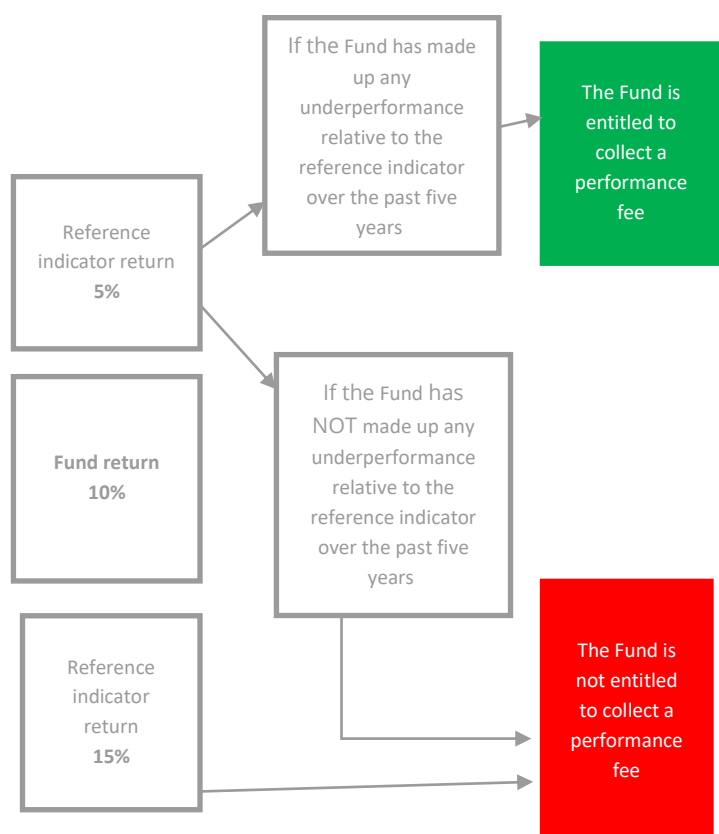 If the Fund has made
up any
underperformance
relative to the
reference indicator
over the past five
years
The Fund is
entitled to
collect a
performance
fee
Reference
indicator return
5%
If the Fund has
NOT made up any
underperformance
relative to the
reference indicator
over the past five
years
Fund return
10%
Reference
indicator
return
15%
The Fund is
not entitled
to collect a
performance
fee